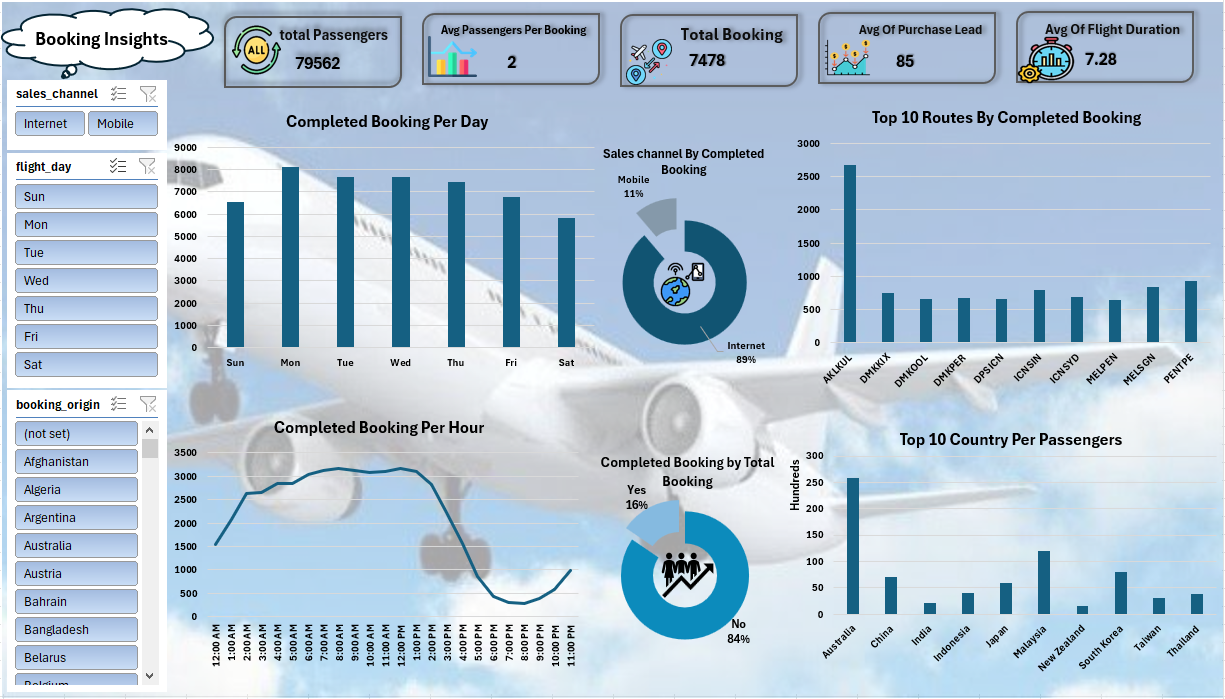 Booking Insights
total Passengers
79562
Avg Passengers Per Booking
2
Total Booking
7478
Avg Of Purchase Lead
85
Avg Of Flight Duration
7.28
ALL
sales_channel
Internet
Mobile
flight_day
Sun
Mon
Tue
Wed
Thu
Fri
Sat
booking_origin
(not set)
Afghanistan
Algeria
Argentina
Australia
Austria
Bahrain
Bangladesh
Belarus
Belgium
Completed Booking Per Day
9000
8000
7000
6000
5000
4000
3000
2000
1000
0
Sun
Mon
Tue
Wed
Thu
Fri
Sat
Sales channel By Completed
Booking
Mobile
11%
Internet
89%
Top 10 Routes By Completed Booking
3000
2500
2000
1500
1000
500
0
AKLKUL
DMKKIX
DMKOOL
DMKPER
DPSICN
ICNSIN
ICNSYD
MELPEN
MELSGN
PENTPE
Completed Booking Per Hour
3500
3000
2500
2000
1500
1000
500
0
12:00 AM
1:00 AM
2:00 AM
3:00 AM
4:00 AM
5:00 AM
6:00 AM
7:00 AM
8:00 AM
9:00 AM
10:00 AM
11:00 AM
12:00 PM
1:00 PM
2:00 PM
3:00 PM
4:00 PM
5:00 PM
6:00 PM
7:00 PM
8:00 PM
9:00 PM
10:00 PM
11:00 PM
Completed Booking by Total
Booking
Yes
16%
No
84%
Top 10 Country Per Passengers
Hundreds
300
250
200
150
100
50
0
Australia
China
India
Indonesia
Japan
Malaysia
New Zealand
South Korea
Taiwan
Thailand